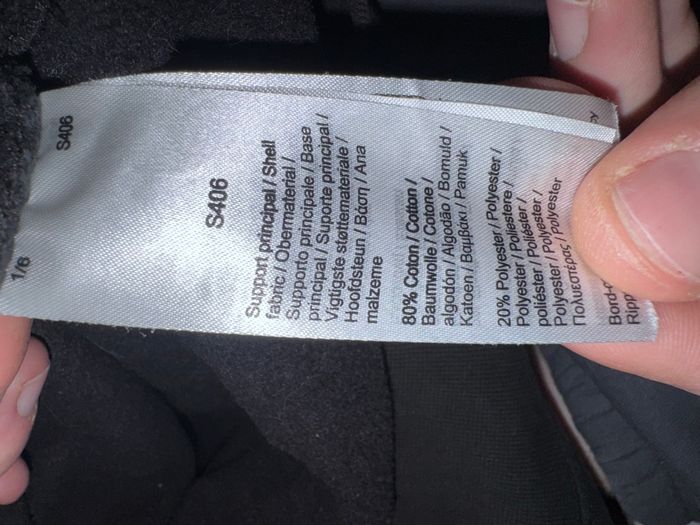 S406
1/6
S406
Support principal / Shell
fabric / Obermaterial /
Supporto principale / Base
principal / Suporte principal /
Vigtigste støttemateriale /
Hoofdsteun / Βάση / Ana
malzeme
80% Coton / Cotton /
Baumwolle / Cotone /
algodón / Algodão / Bomuld /
Katoen / Βαμβάκι / Pamuk
20% Polyester / Polyester /
Polyester / Poliestere /
poliéster / Poliéster /
Polyester / Polyester /
Πολυεστέρας / Polyester